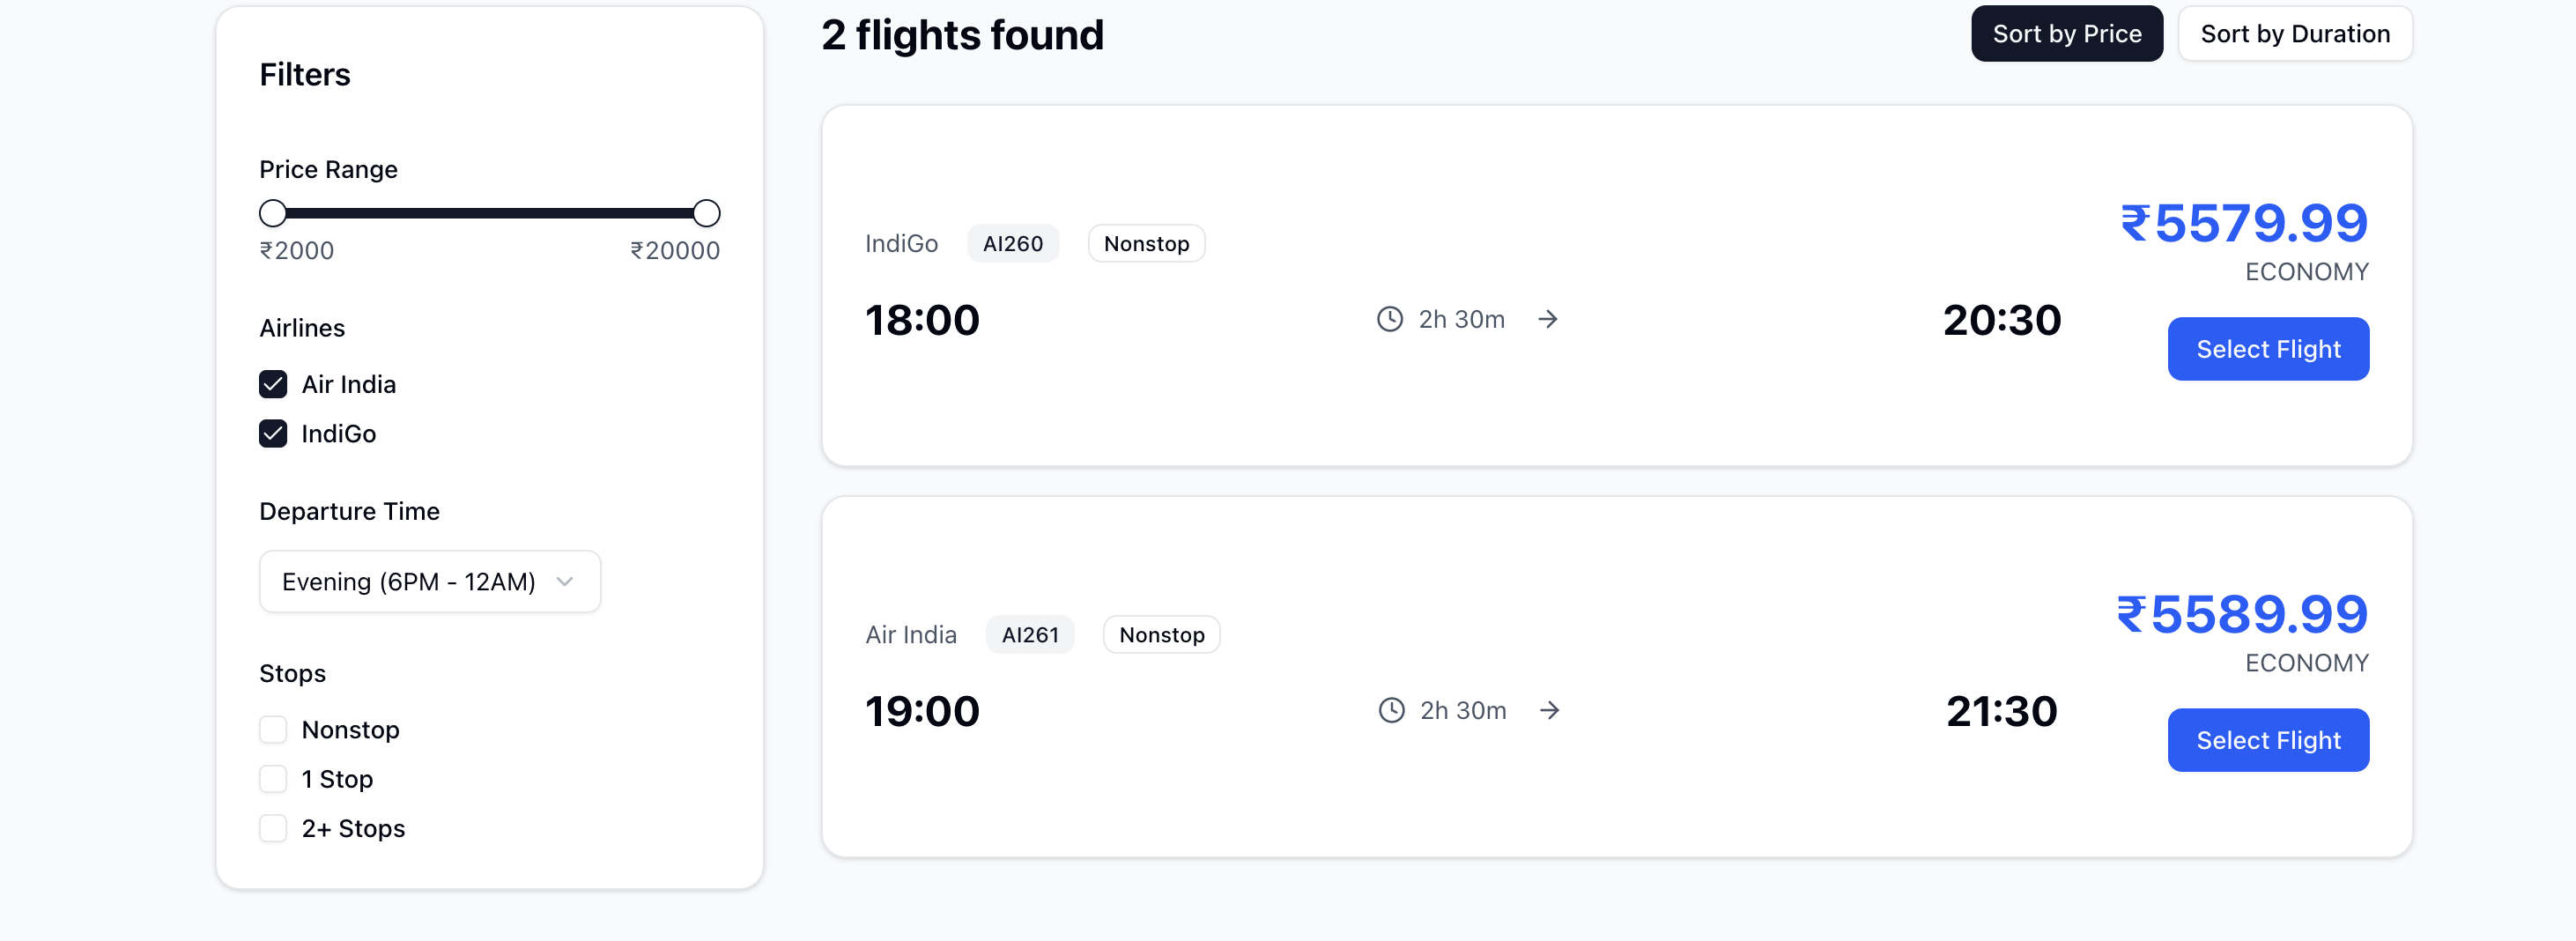 Filters
Price Range
₹2000 ₹20000
Airlines
Air India
IndiGo
Departure Time
Evening (6PM - 12AM)
Stops
Nonstop
1 Stop
2+ Stops
2 flights found
Sort by Price Sort by Duration
IndiGo AI260 Nonstop
18:00 2h 30m 20:30
₹5579.99
ECONOMY
Select Flight
Air India AI261 Nonstop
19:00 2h 30m 21:30
₹5589.99
ECONOMY
Select Flight